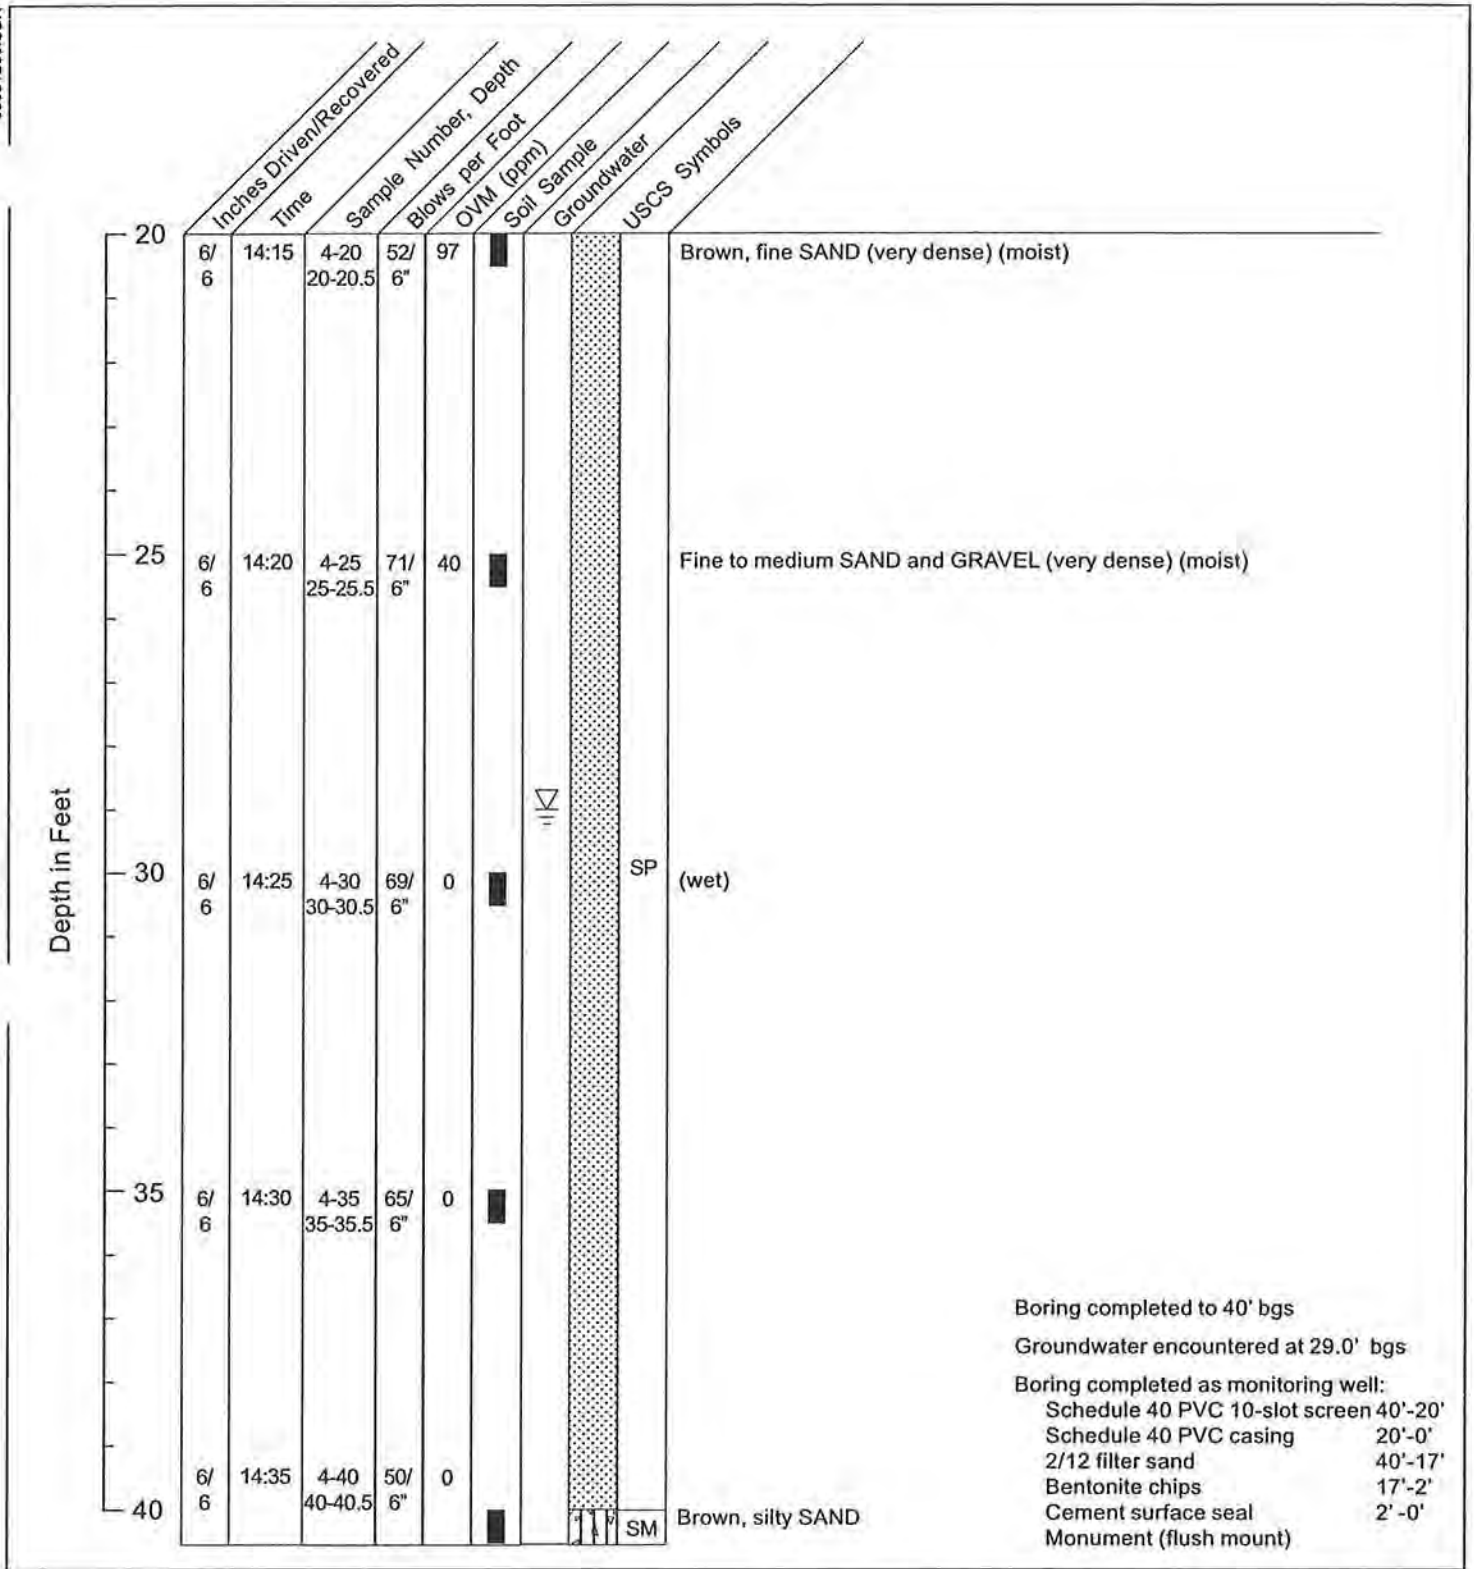 Inches Driven/Recovered
Time
Sample Number, Depth
Blows per Foot
OVM (ppm)
Soil Sample
Groundwater
USCS Symbols
Depth in Feet
20
6/ 14:15 4-20 52/ 97 Brown, fine SAND (very dense) (moist)
6 20-20.5 6"
25
6/ 14:20 4-25 71/ 40 Fine to medium SAND and GRAVEL (very dense) (moist)
6 25-25.5 6"
30 SP
6/ 14:25 4-30 69/ 0 (wet)
6 30-30.5 6"
35
6/ 14:30 4-35 65/ 0
6 35-35.5 6"
Boring completed to 40' bgs
Groundwater encountered at 29.0' bgs
Boring completed as monitoring well:
Schedule 40 PVC 10-slot screen 40'-20'
Schedule 40 PVC casing 20'-0'
2/12 filter sand 40'-17'
Bentonite chips 17'-2'
Cement surface seal 2'-0'
Monument (flush mount)
6/ 14:35 4-40 50/ 0
6 40-40.5 6"
40
SM Brown, silty SAND